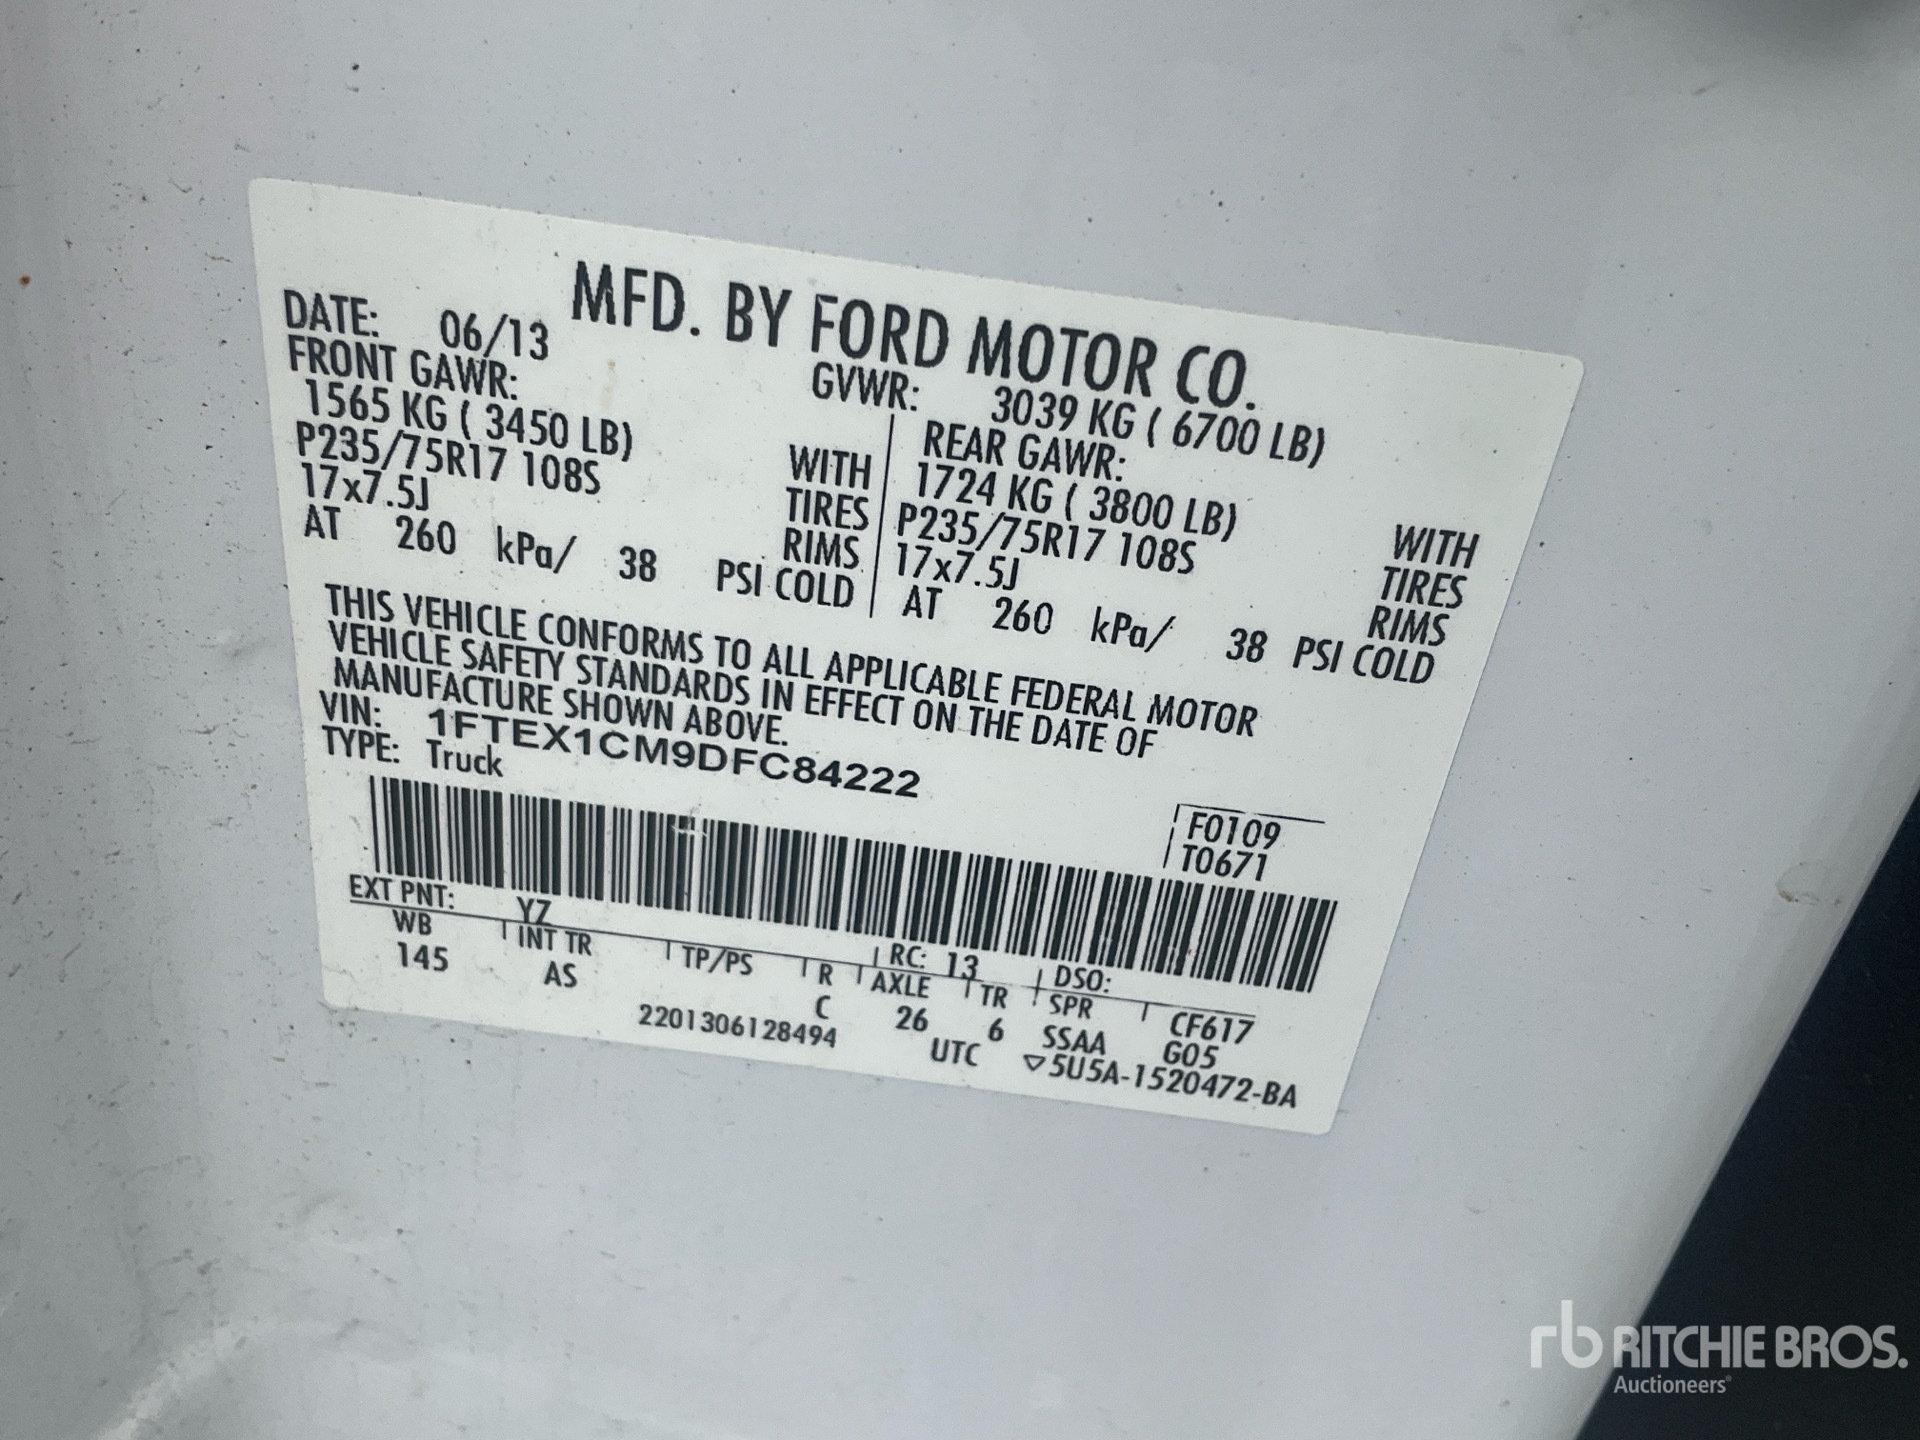 MFD. BY FORD MOTOR CO.
DATE: 06/13 GVWR: 3039 KG ( 6700 LB)
FRONT GAWR: REAR GAWR:
1565 KG ( 3450 LB) WITH 1724 KG ( 3800 LB) WITH
P235/75R17 108S TIRES P235/75R17 108S TIRES
17x7.5J RIMS 17x7.5J RIMS
AT 260 kPa/ 38 PSI COLD AT 260 kPa/ 38 PSI COLD
THIS VEHICLE CONFORMS TO ALL APPLICABLE FEDERAL MOTOR
VEHICLE SAFETY STANDARDS IN EFFECT ON THE DATE OF
MANUFACTURE SHOWN ABOVE.
VIN: 1FTEX1CM9DFC84222
TYPE: Truck
F0109
T0671
EXT PNT: YZ RC: 13 DSO:
WB INT TR TP/PS R AXLE TR SPR CF617
145 AS C 26 6 SSAA G05
2201306128494 UTC ▽5U5A-1520472-BA
rb RITCHIE BROS.
Auctioneers®